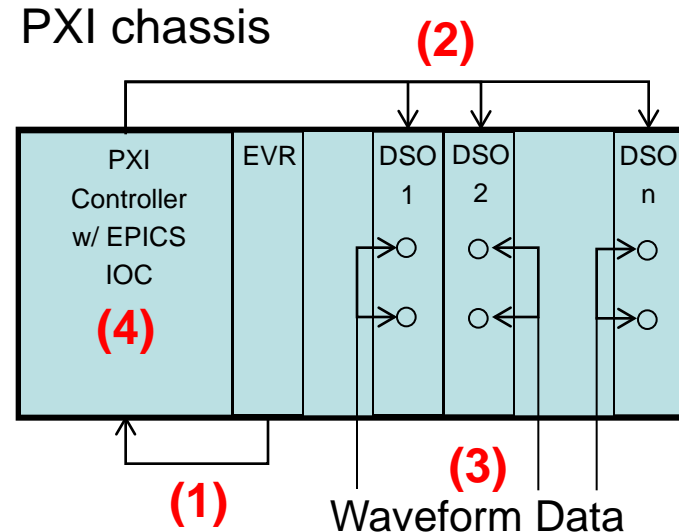 PXI chassis
(2)
PXI
Controller
w/ EPICS
IOC
(4)
EVR
DSO
1
DSO
2
DSO
n
(1)
(3)
Waveform Data